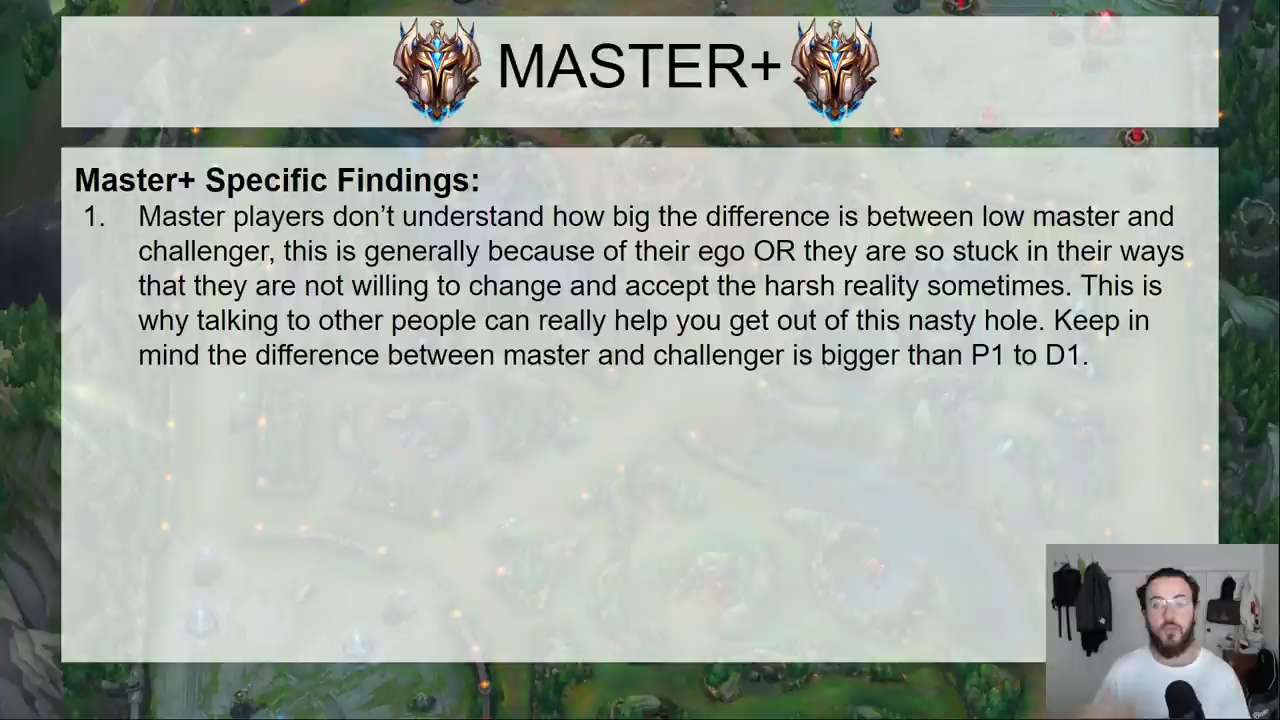 MASTER+
Master+ Specific Findings:
1. Master players don’t understand how big the difference is between low master and
challenger, this is generally because of their ego OR they are so stuck in their ways
that they are not willing to change and accept the harsh reality sometimes. This is
why talking to other people can really help you get out of this nasty hole. Keep in
mind the difference between master and challenger is bigger than P1 to D1.